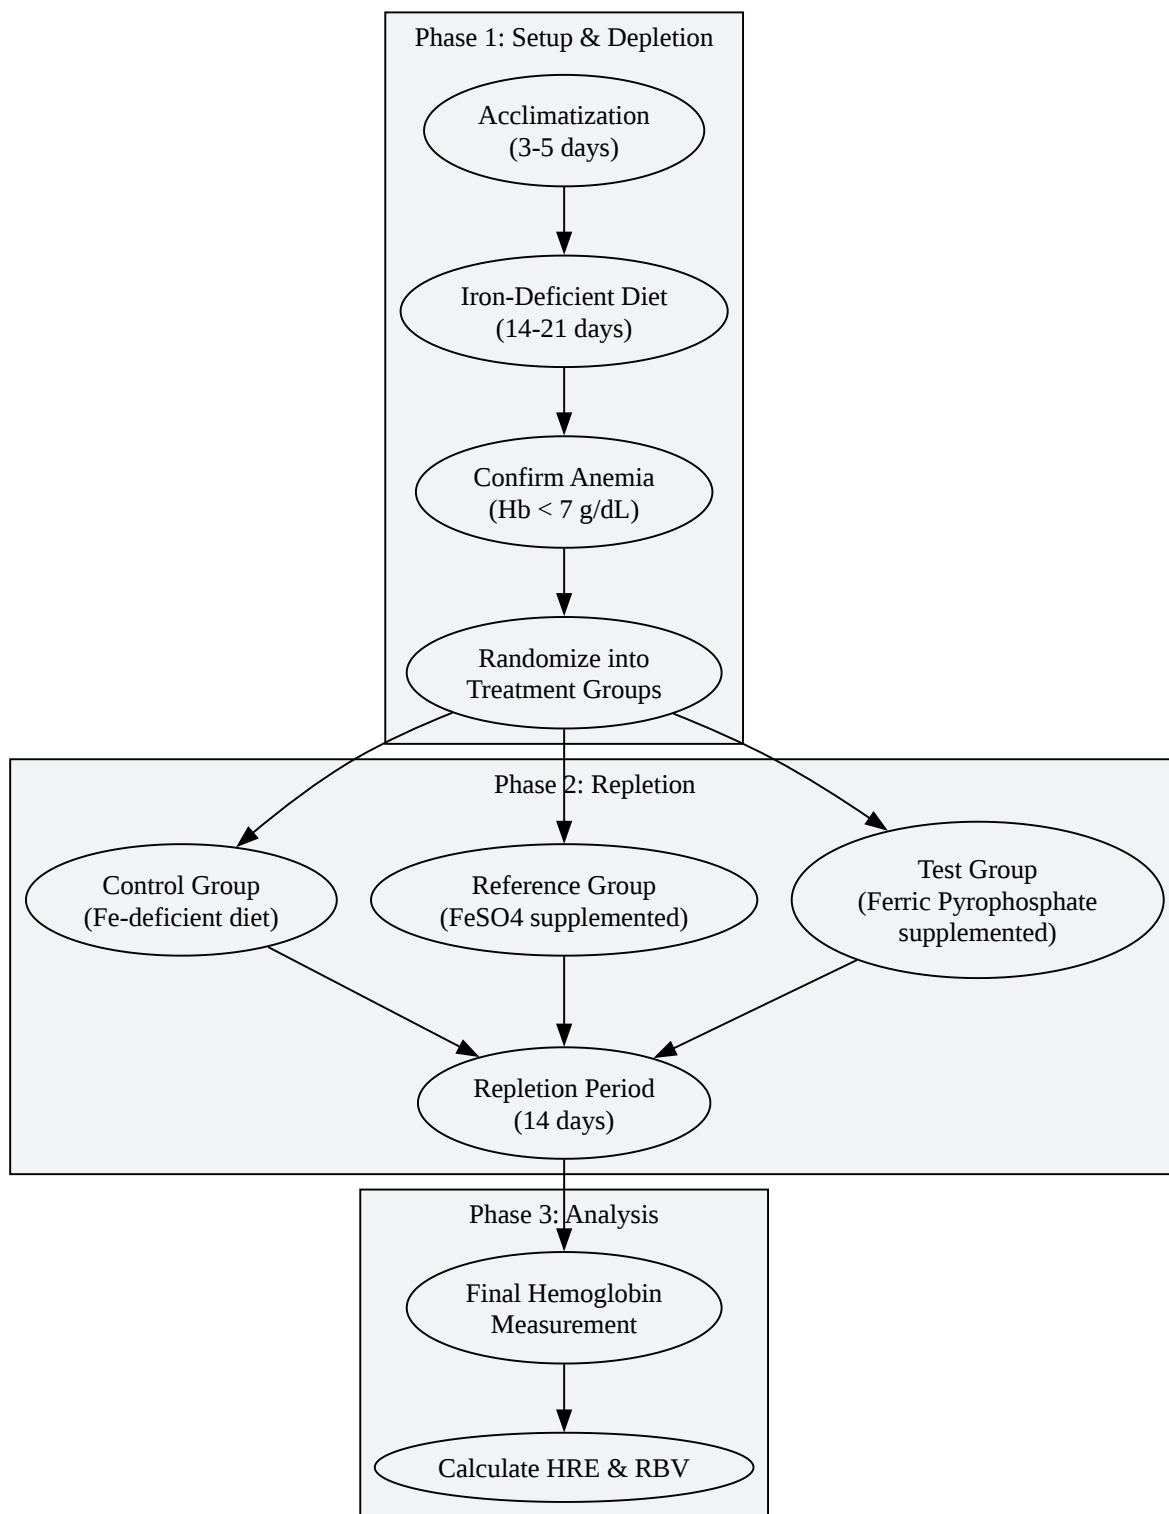 Phase 1: Setup & Depletion
Acclimatization
(3-5 days)
Iron-Deficient Diet
(14-21 days)
Confirm Anemia
(Hb < 7 g/dL)
Randomize into
Treatment Groups
Phase 2: Repletion
Control Group
(Fe-deficient diet)
Reference Group
(FeSO4 supplemented)
Test Group
(Ferric Pyrophosphate
supplemented)
Repletion Period
(14 days)
Phase 3: Analysis
Final Hemoglobin
Measurement
Calculate HRE & RBV